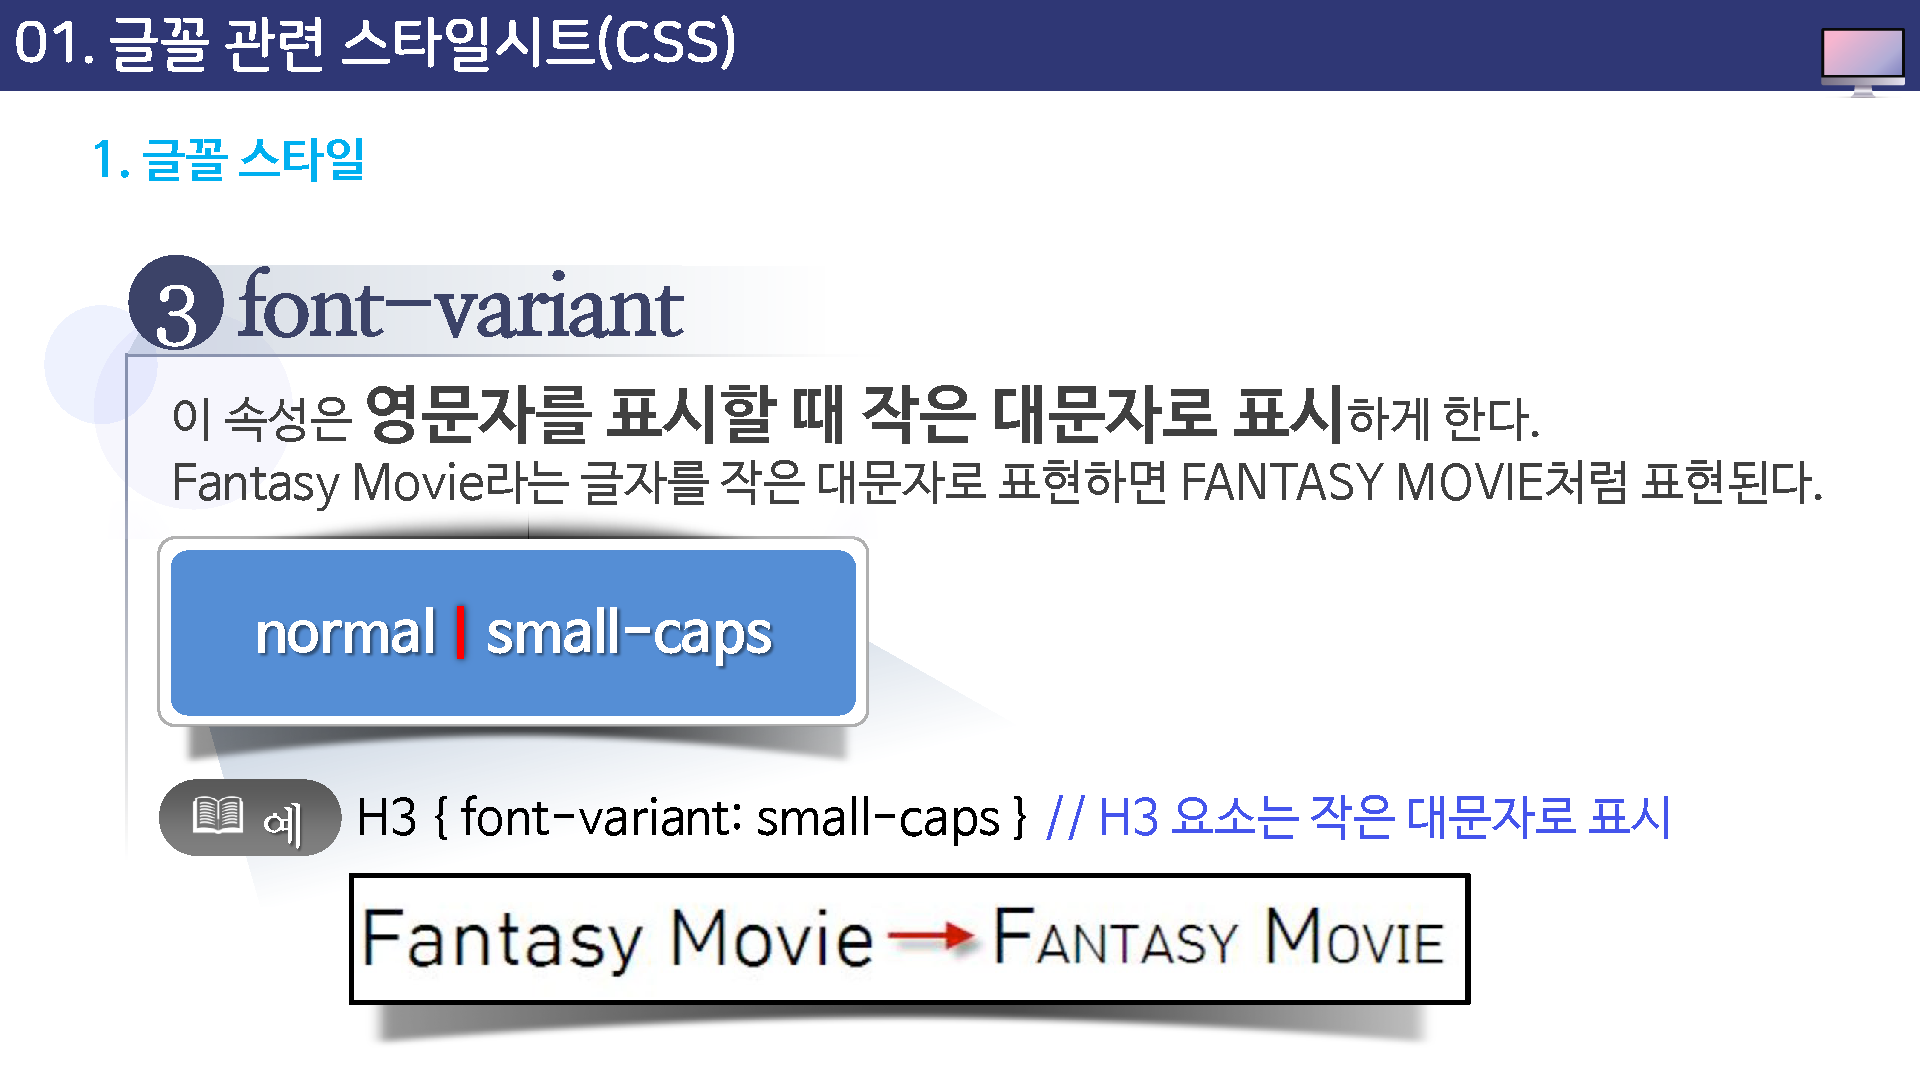 01. 글꼴 관련 스타일시트(CSS)
1. 글꼴 스타일
3 font-variant
이 속성은 영문자를 표시할 때 작은 대문자로 표시하게 한다.
Fantasy Movie라는 글자를 작은 대문자로 표현하면 FANTASY MOVIE처럼 표현된다.
normal | small-caps
예 H3 { font-variant: small-caps } // H3 요소는 작은 대문자로 표시
Fantasy Movie → FANTASY MOVIE